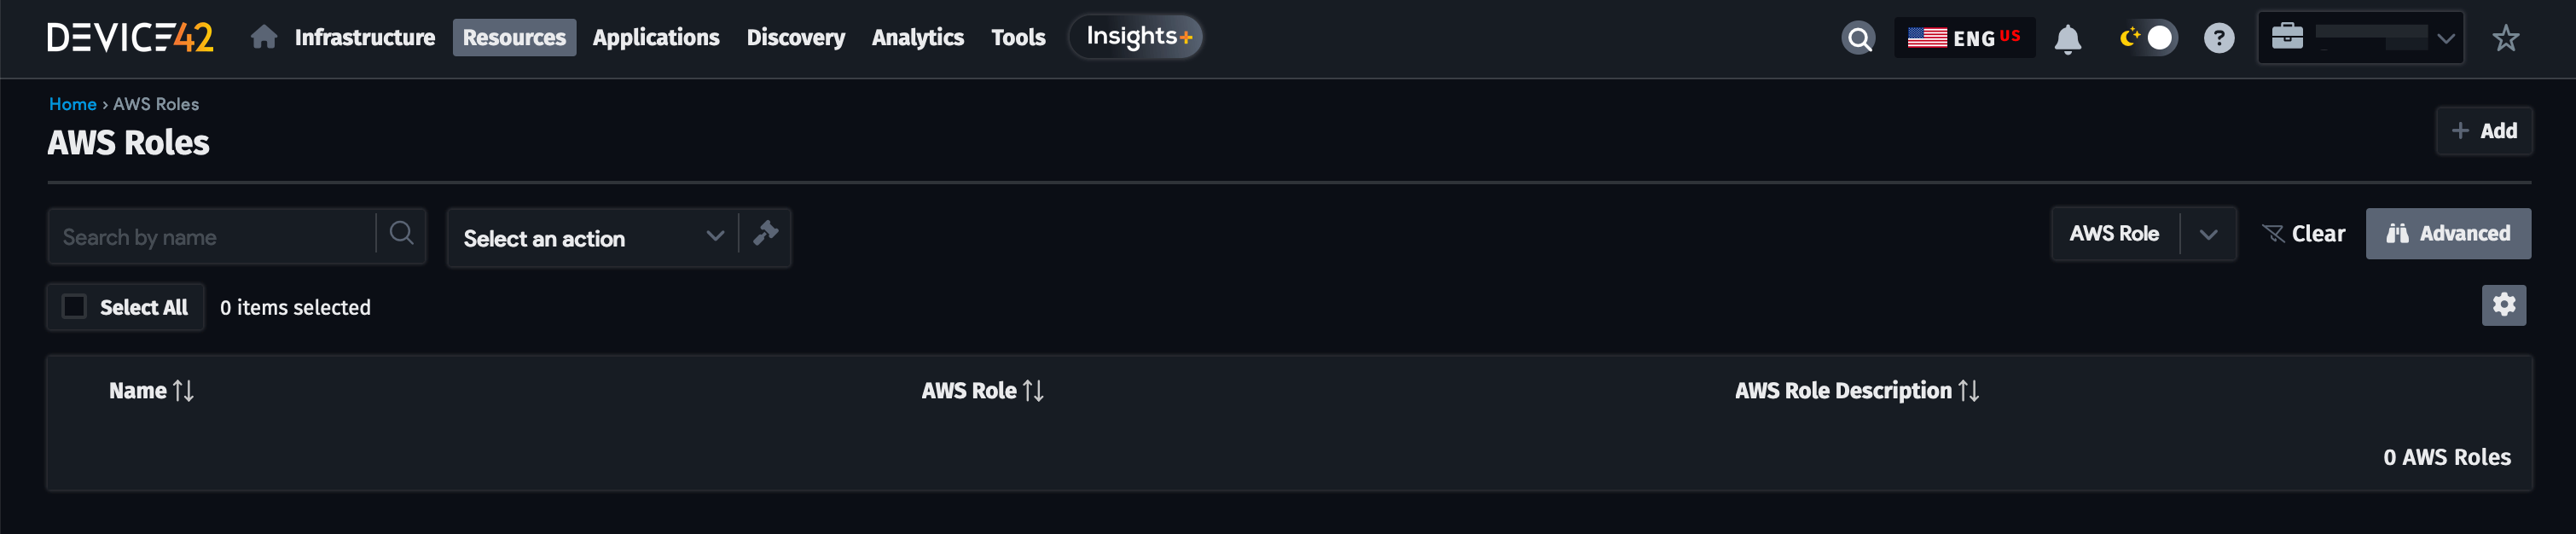 DEVICE42 Infrastructure Resources Applications Discovery Analytics Tools Insights+ ENG US ?
Home › AWS Roles
AWS Roles
+ Add
Search by name Select an action AWS Role Clear Advanced
Select All 0 items selected
Name AWS Role AWS Role Description
0 AWS Roles